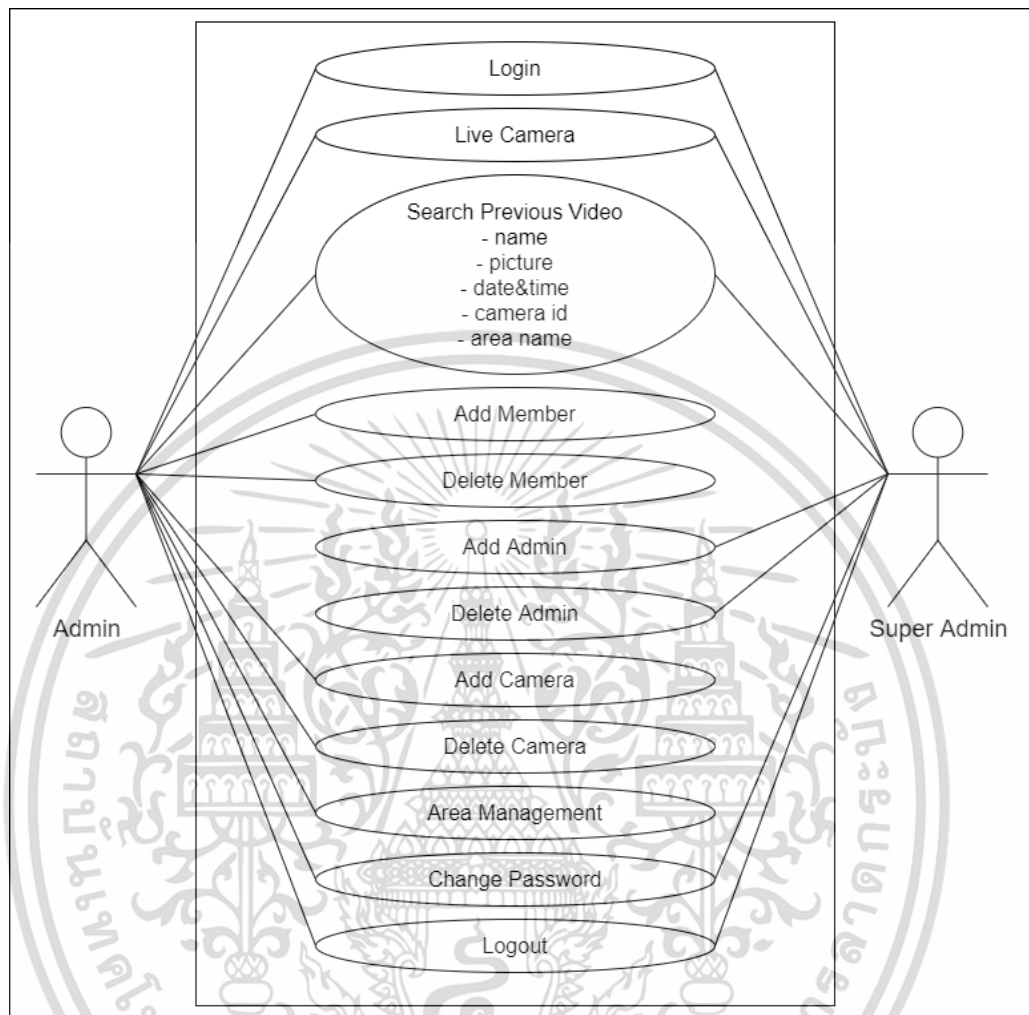 Login
Live Camera
Search Previous Video
- name
- picture
- date&time
- camera id
- area name
Add Member
Delete Member
Add Admin
Delete Admin
Add Camera
Delete Camera
Area Management
Change Password
Logout
Admin
Super Admin